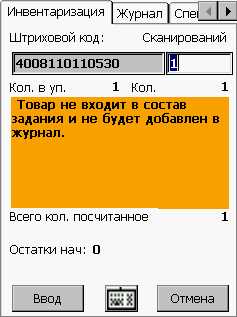 Инвентаризация Журнал Спе
Штриховой код: Сканирований
4008110110530 1
Кол. в уп. 1 Кол. 1
Товар не входит в состав
задания и не будет добавлен в
журнал.
Всего кол. посчитанное 1
Остатки нач: 0
Ввод Отмена